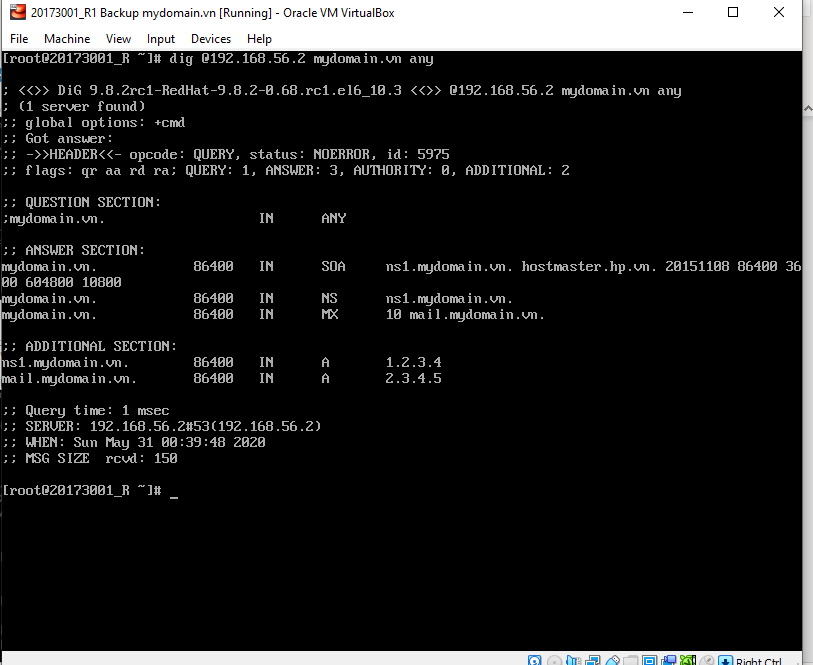 20173001_R1 Backup mydomain.vn [Running] - Oracle VM VirtualBox
File Machine View Input Devices Help
[root@20173001_R ~]# dig @192.168.56.2 mydomain.vn any
; <<>> DiG 9.8.2rc1-RedHat-9.8.2-0.68.rc1.el6_10.3 <<>> @192.168.56.2 mydomain.vn any
; (1 server found)
;; global options: +cmd
;; Got answer:
;; ->>HEADER<<- opcode: QUERY, status: NOERROR, id: 5975
;; flags: qr aa rd ra; QUERY: 1, ANSWER: 3, AUTHORITY: 0, ADDITIONAL: 2
;; QUESTION SECTION:
;mydomain.vn. IN ANY
;; ANSWER SECTION:
mydomain.vn. 86400 IN SOA ns1.mydomain.vn. hostmaster.hp.vn. 20151108 86400 36
00 604800 10800
mydomain.vn. 86400 IN NS ns1.mydomain.vn.
mydomain.vn. 86400 IN MX 10 mail.mydomain.vn.
;; ADDITIONAL SECTION:
ns1.mydomain.vn. 86400 IN A 1.2.3.4
mail.mydomain.vn. 86400 IN A 2.3.4.5
;; Query time: 1 msec
;; SERVER: 192.168.56.2#53(192.168.56.2)
;; WHEN: Sun May 31 00:39:48 2020
;; MSG SIZE rcvd: 150
[root@20173001_R ~]# _
Right Ctrl